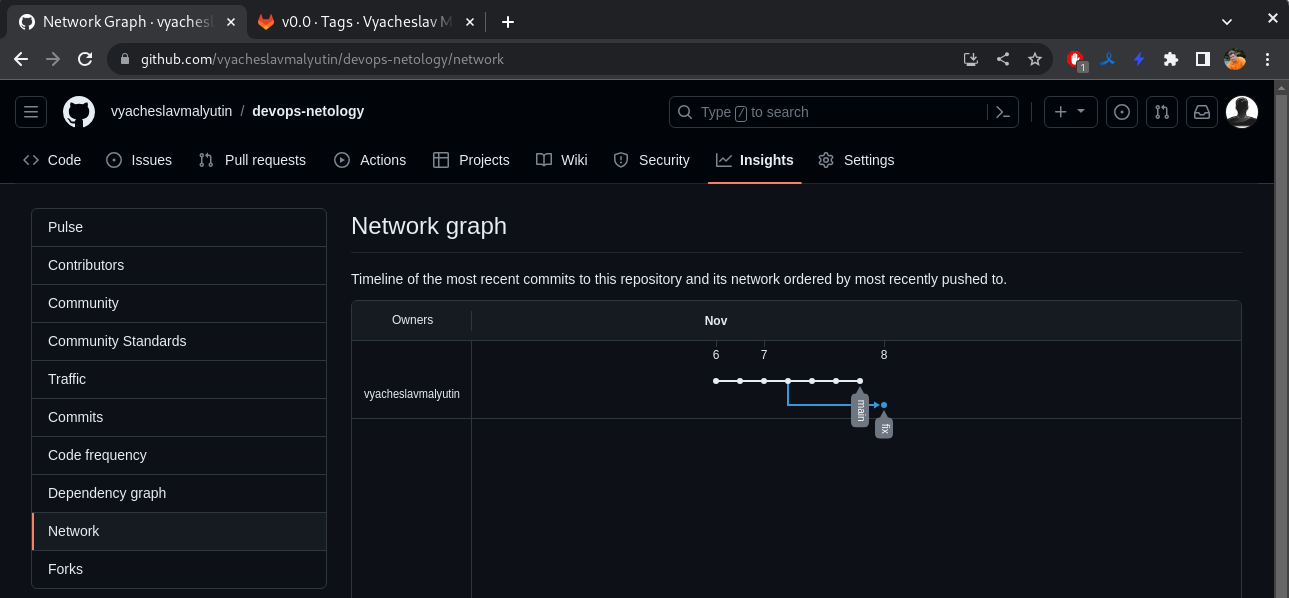 Network Graph · vyachesl
v0.0 · Tags · Vyacheslav M
github.com/vyacheslavmalyutin/devops-netology/network
1
vyacheslavmalyutin / devops-netology
Type / to search
Code Issues Pull requests Actions Projects Wiki Security Insights Settings
Pulse
Contributors
Community
Community Standards
Traffic
Commits
Code frequency
Dependency graph
Network
Forks
Network graph
Timeline of the most recent commits to this repository and its network ordered by most recently pushed to.
Owners
Nov
6 7 8
vyacheslavmalyutin
main
fix